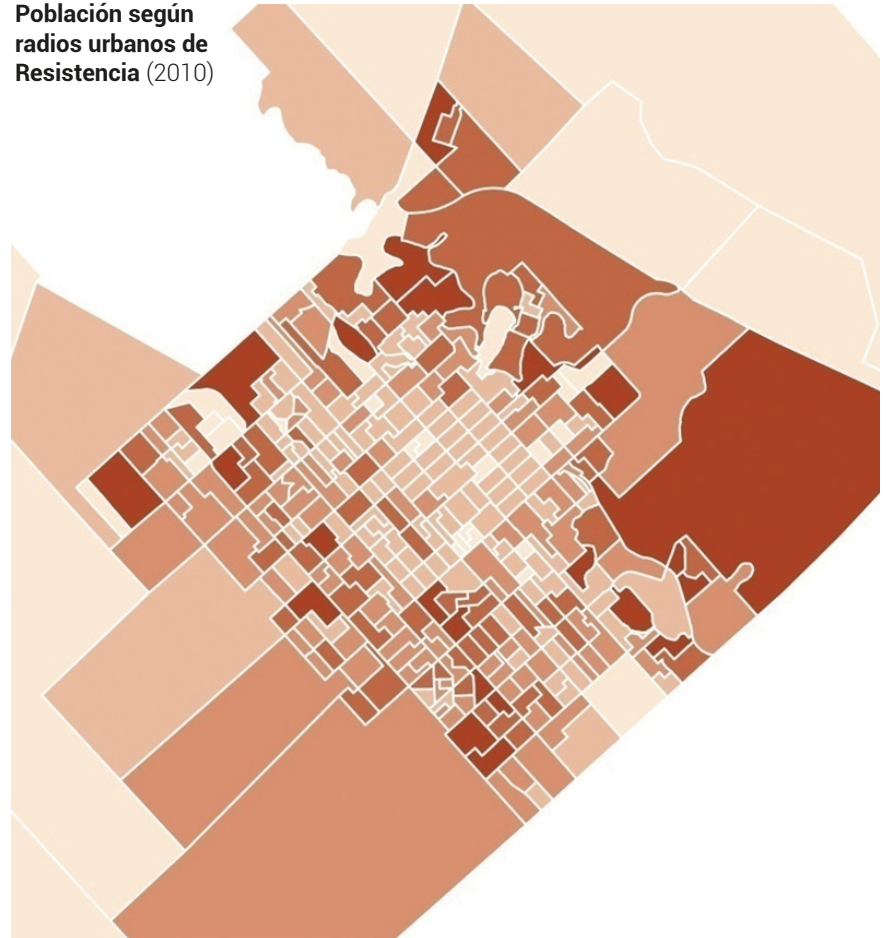 Población según
radios urbanos de
Resistencia (2010)